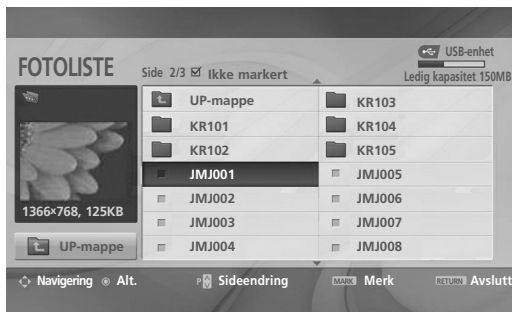 USB-enhet
FOTOLISTE Side 2/3 Ikke markert Ledig kapasitet 150MB
UP-mappe KR103
KR101 KR104
KR102 KR105
JMJ001 JMJ005
JMJ002 JMJ006
1366×768, 125KB JMJ003 JMJ007
UP-mappe JMJ004 JMJ008
Navigering Alt. P Sideendring MARK Merk RETURN Avslutt